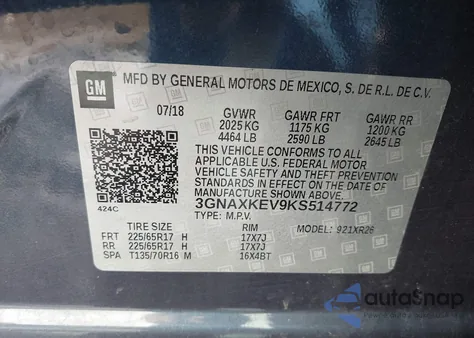 GM MFD BY GENERAL MOTORS DE MEXICO, S. DE R.L. DE C.V.
07/18 GVWR GAWR FRT GAWR RR
2025 KG 1175 KG 1200 KG
4464 LB 2590 LB 2645 LB
THIS VEHICLE CONFORMS TO ALL
APPLICABLE U.S. FEDERAL MOTOR
VEHICLE SAFETY AND THEFT
PREVENTION STANDARDS IN
EFFECT ON THE DATE OF
MANUFACTURE SHOWN ABOVE.
424C 3GNAXKEV9KS514772
TYPE: M.P.V. MODEL: 921XR26
TIRE SIZE RIM
FRT 225/65R17 H 17X7J
RR 225/65R17 H 17X7J
SPA T135/70R16 M 16X4BT
autosnap